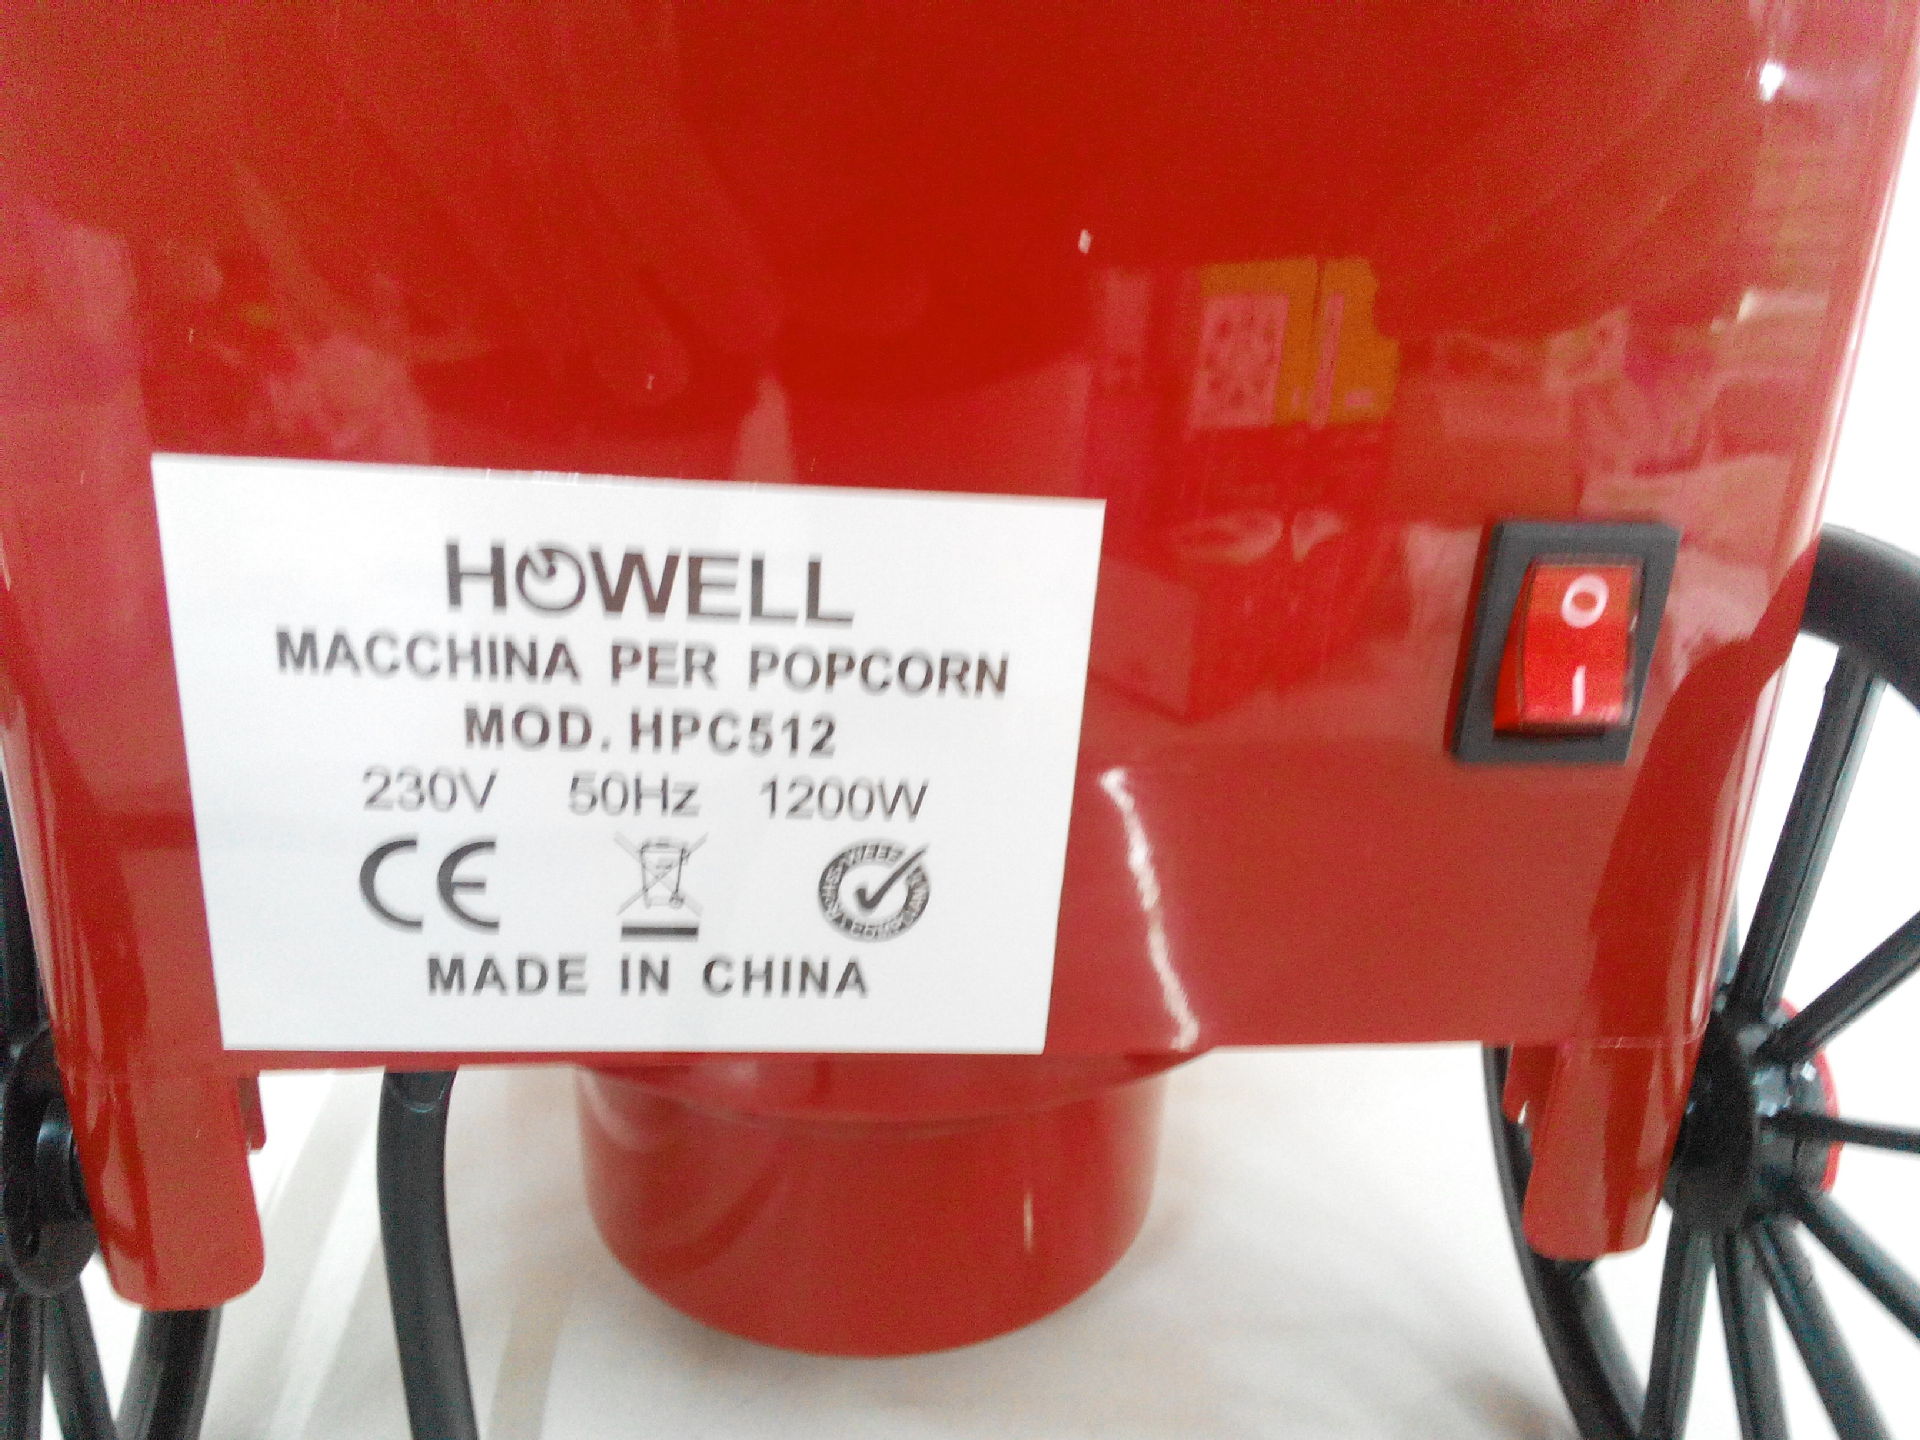 HOWELL
MACCHINA PER POPCORN
MOD. HPC512
230V 50Hz 1200W
CE
MADE IN CHINA
O
I